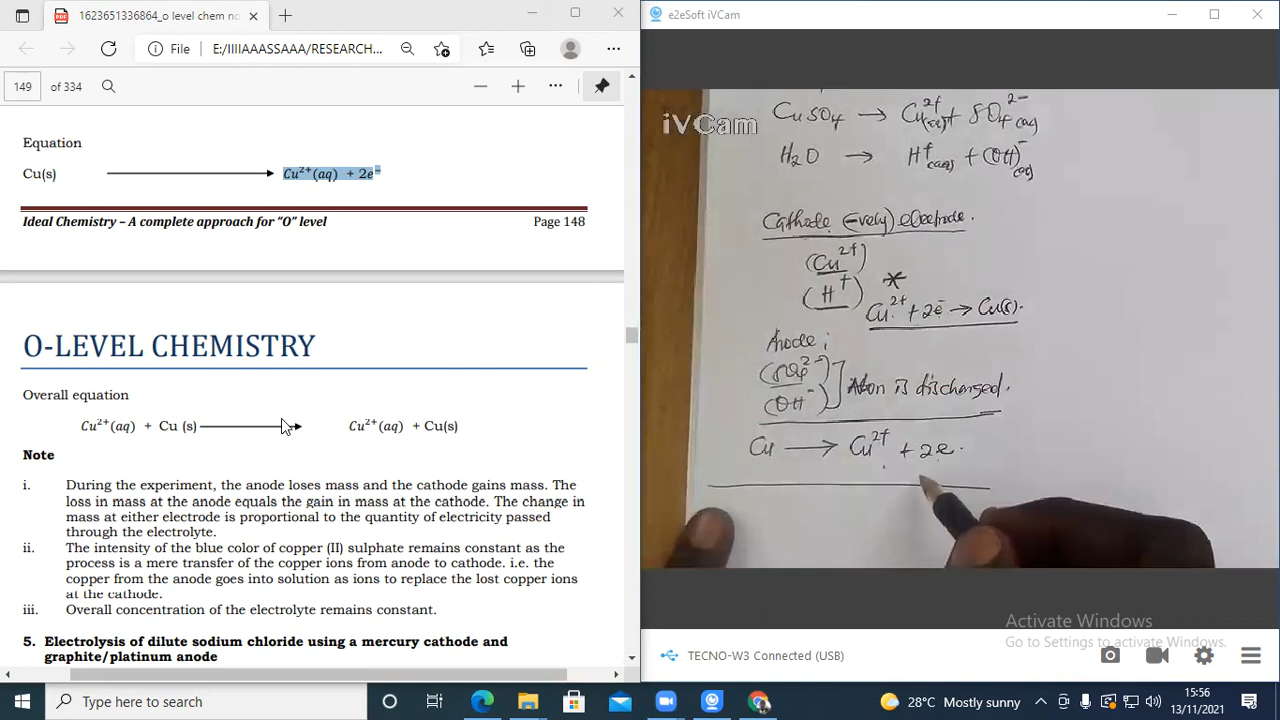 1623651336864_o level chem no
e2eSoft iVCam
File
E:/IIIIAAASSAAA/RESEARCH...
149 of 334
Equation
Cu(s) → Cu²⁺(aq) + 2e⁻
Ideal Chemistry – A complete approach for "O" level Page 148
O-LEVEL CHEMISTRY
Overall equation
Cu²⁺(aq) + Cu (s) → Cu²⁺(aq) + Cu(s)
Note
i. During the experiment, the anode loses mass and the cathode gains mass. The
loss in mass at the anode equals the gain in mass at the cathode. The change in
mass at either electrode is proportional to the quantity of electricity passed
through the electrolyte.
ii. The intensity of the blue color of copper (II) sulphate remains constant as the
process is a mere transfer of the copper ions from anode to cathode. i.e. the
copper from the anode goes into solution as ions to replace the lost copper ions
at the cathode.
iii. Overall concentration of the electrolyte remains constant.
5. Electrolysis of dilute sodium chloride using a mercury cathode and
graphite/platinum anode
iVCam
CuSO₄ → Cu²⁺(aq) + SO₄²⁻(aq)
H₂O → H⁺(aq) + (OH)⁻aq
Cathode (-vely) electrode.
(Cu²⁺)
(H⁺) *
Cu²⁺ + 2e⁻ → Cu(s).
Anode;
(SO₄²⁻)
(OH⁻)
is discharged.
Cu → Cu²⁺ + 2e.
Activate Windows
Go to Settings to activate Windows.
TECNO-W3 Connected (USB)
Type here to search
28°C Mostly sunny
15:56
13/11/2021